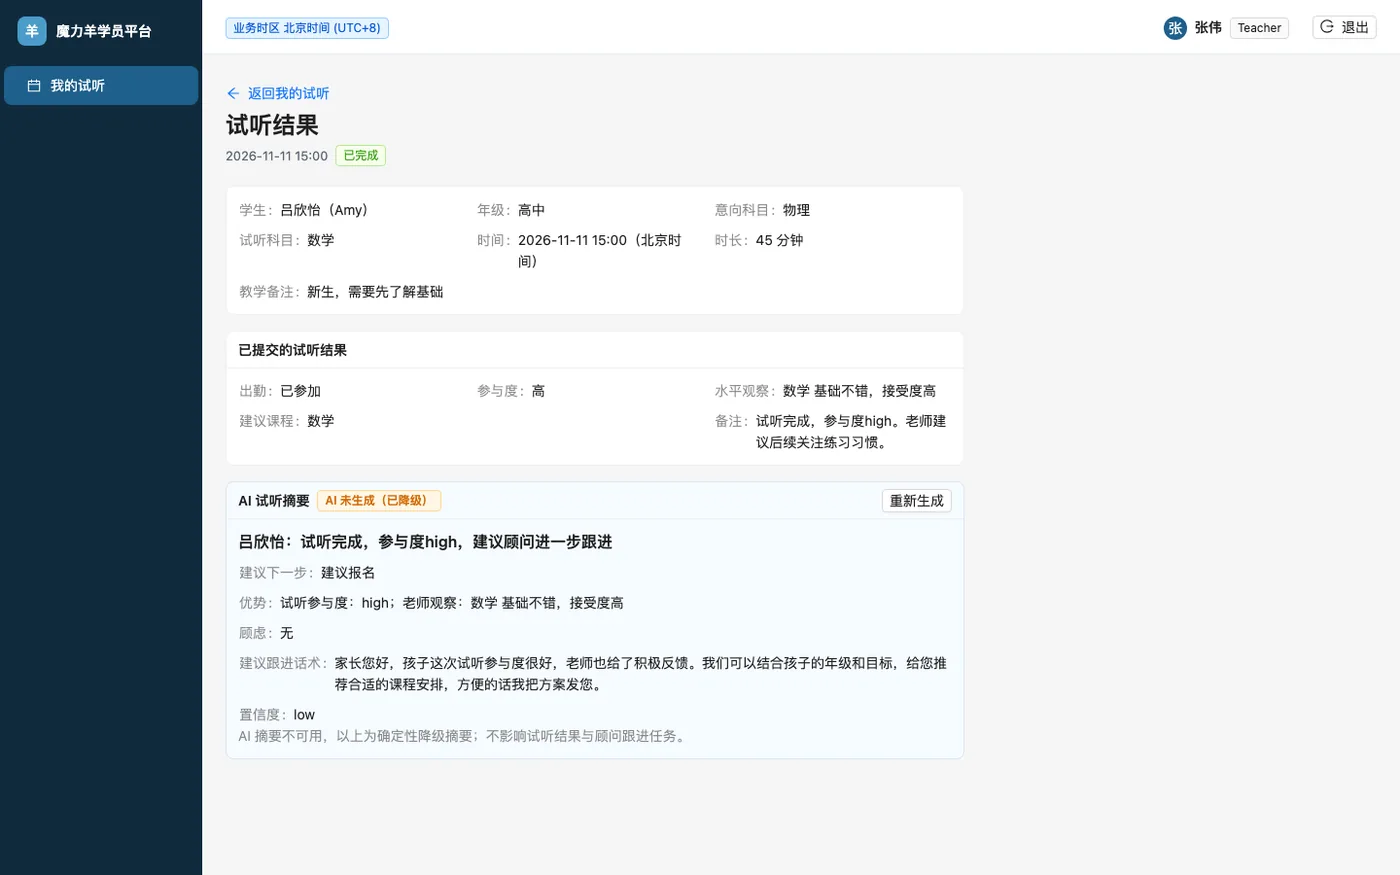 羊 魔力羊学员平台
我的试听
业务时区 北京时间 (UTC+8)
张 张伟 Teacher 退出
返回我的试听
试听结果
2026-11-11 15:00 已完成
学生： 吕欣怡（Amy） 年级： 高中 意向科目： 物理
试听科目： 数学 时间： 2026-11-11 15:00（北京时 时长： 45 分钟
间）
教学备注： 新生，需要先了解基础
已提交的试听结果
出勤： 已参加 参与度： 高 水平观察： 数学 基础不错，接受度高
建议课程： 数学 备注： 试听完成，参与度high。老师建
议后续关注练习习惯。
AI 试听摘要 AI 未生成（已降级） 重新生成
吕欣怡：试听完成，参与度high，建议顾问进一步跟进
建议下一步： 建议报名
优势： 试听参与度：high；老师观察：数学 基础不错，接受度高
顾虑： 无
建议跟进话术： 家长您好，孩子这次试听参与度很好，老师也给了积极反馈。我们可以结合孩子的年级和目标，给您推
荐合适的课程安排，方便的话我把方案发您。
置信度： low
AI 摘要不可用，以上为确定性降级摘要；不影响试听结果与顾问跟进任务。